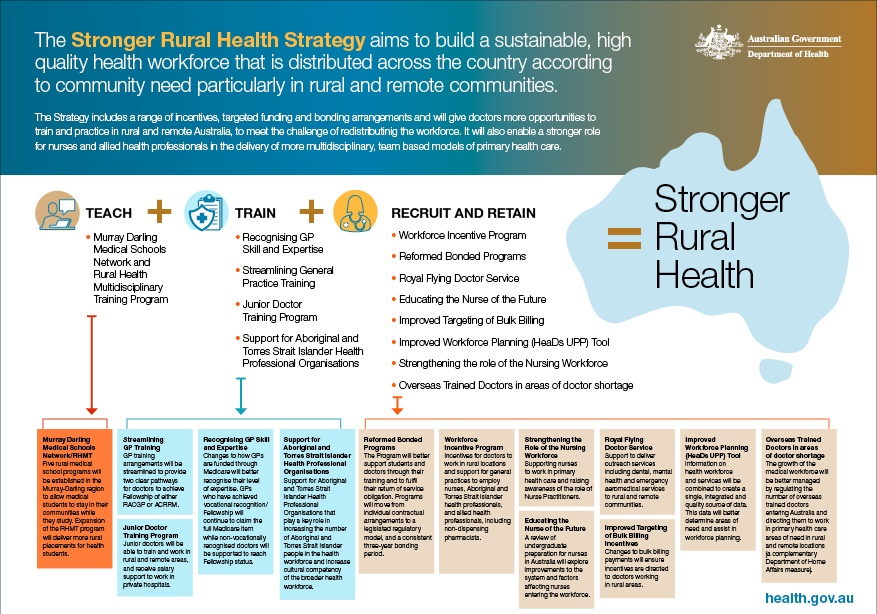 The Stronger Rural Health Strategy aims to build a sustainable, high
quality health workforce that is distributed across the country according
to community need particularly in rural and remote communities.
Australian Government
Department of Health
The Strategy includes a range of incentives, targeted funding and bonding arrangements and will give doctors more opportunities to
train and practice in rural and remote Australia, to meet the challenge of redistributing the workforce. It will also enable a stronger role
for nurses and allied health professionals in the delivery of more multidisciplinary, team based models of primary health care.
TEACH +
• Murray Darling
Medical Schools
Network and
Rural Health
Multidisciplinary
Training Program
TRAIN +
• Recognising GP
Skill and Expertise
• Streamlining General
Practice Training
• Junior Doctor
Training Program
• Support for Aboriginal and
Torres Strait Islander Health
Professional Organisations
RECRUIT AND RETAIN
• Workforce Incentive Program
• Reformed Bonded Programs
• Royal Flying Doctor Service
• Educating the Nurse of the Future
• Improved Targeting of Bulk Billing
• Improved Workforce Planning (HeaDs UPP) Tool
• Strengthening the role of the Nursing Workforce
• Overseas Trained Doctors in areas of doctor shortage
= Stronger
Rural
Health
Murray Darling
Medical Schools
Network/RHMT
Five rural medical
school programs will
be established in the
Murray-Darling region
to allow medical
students to stay in their
communities while
they study. Expansion
of the RHMT program
will deliver more rural
placements for health
students.
Streamlining
GP Training
GP training
arrangements will be
streamlined to provide
two clear pathways
for doctors to achieve
Fellowship of either
RACGP or ACRRM.
Junior Doctor
Training Program
Junior doctors will be
able to train and work in
rural and remote areas,
and receive salary
support to work in
private hospitals.
Recognising GP Skill
and Expertise
Changes to how GPs
are funded through
Medicare will better
recognise their level
of expertise. GPs
who have achieved
vocational recognition/
Fellowship will
continue to claim the
full Medicare item
while non-vocationally
recognised doctors will
be supported to reach
Fellowship status.
Support for
Aboriginal and
Torres Strait Islander
Health Professional
Organisations
Support for Aboriginal
and Torres Strait
Islander Health
Professional
Organisations that
play a key role in
increasing the number
of Aboriginal and
Torres Strait Islander
people in the health
workforce and increase
cultural competency
of the broader health
workforce.
Reformed Bonded
Programs
The Program will better
support students and
doctors through their
training and to fulfil
their return of service
obligation. Programs
will move from
individual contractual
arrangements to a
legislated regulatory
model, and a consistent
three-year bonding
period.
Workforce
Incentive Program
Incentives for doctors
to work in rural locations
and support for general
practices to employ
nurses, Aboriginal and
Torres Strait Islander
health professionals,
and allied health
professionals, including
non-dispensing
pharmacists.
Strengthening the
Role of the Nursing
Workforce
Supporting nurses
to work in primary
health care and raising
awareness of the role of
Nurse Practitioners.
Educating the
Nurse of the Future
A review of
undergraduate
preparation for nurses
in Australia will explore
improvements to the
system and factors
affecting nurses
entering the workforce.
Royal Flying
Doctor Service
Support to deliver
outreach services
including dental, mental
health and emergency
aeromedical services
to rural and remote
communities.
Improved Targeting
of Bulk Billing
Incentives
Changes to bulk billing
payments will ensure
incentives are directed
to doctors working
in rural areas.
Improved
Workforce Planning
(HeaDs UPP) Tool
Information on
health workforce
and services will be
combined to create a
single, integrated and
quality source of data.
This data will better
determine areas of
need and assist in
workforce planning.
Overseas Trained
Doctors in areas
of doctor shortage
The growth of the
medical workforce will
be better managed
by regulating the
number of overseas
trained doctors
entering Australia and
directing them to work
in primary health care
areas of need in rural
and remote locations
(a complementary
Department of Home
Affairs measure).
health.gov.au